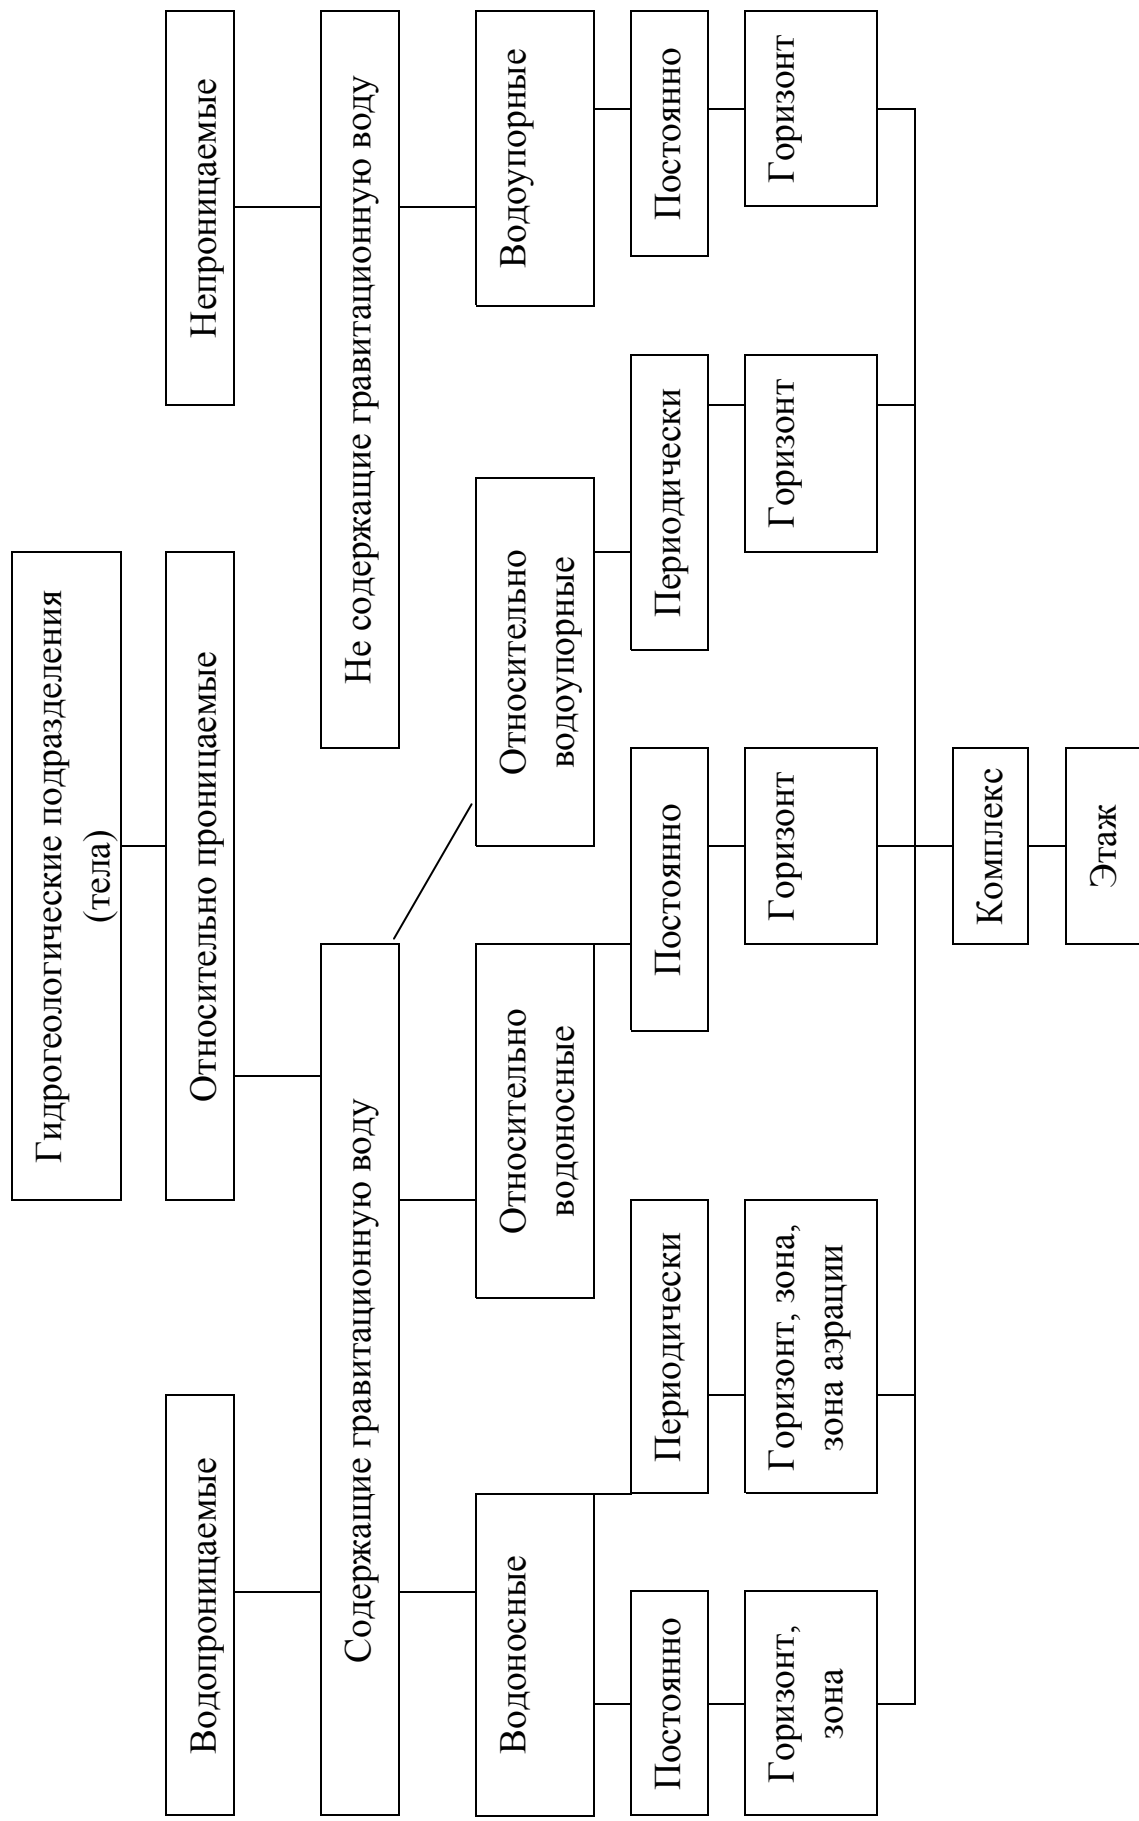 Гидрогеологические подразделения
(тела)
Водопроницаемые
Относительно проницаемые
Непроницаемые
Содержащие гравитационную воду
Не содержащие гравитационную воду
Водоносные
Относительно
водоносные
Относительно
водоупорные
Водоупорные
Постоянно
Периодически
Постоянно
Периодически
Постоянно
Горизонт,
зона
Горизонт, зона,
зона аэрации
Горизонт
Горизонт
Горизонт
Комплекс
Этаж